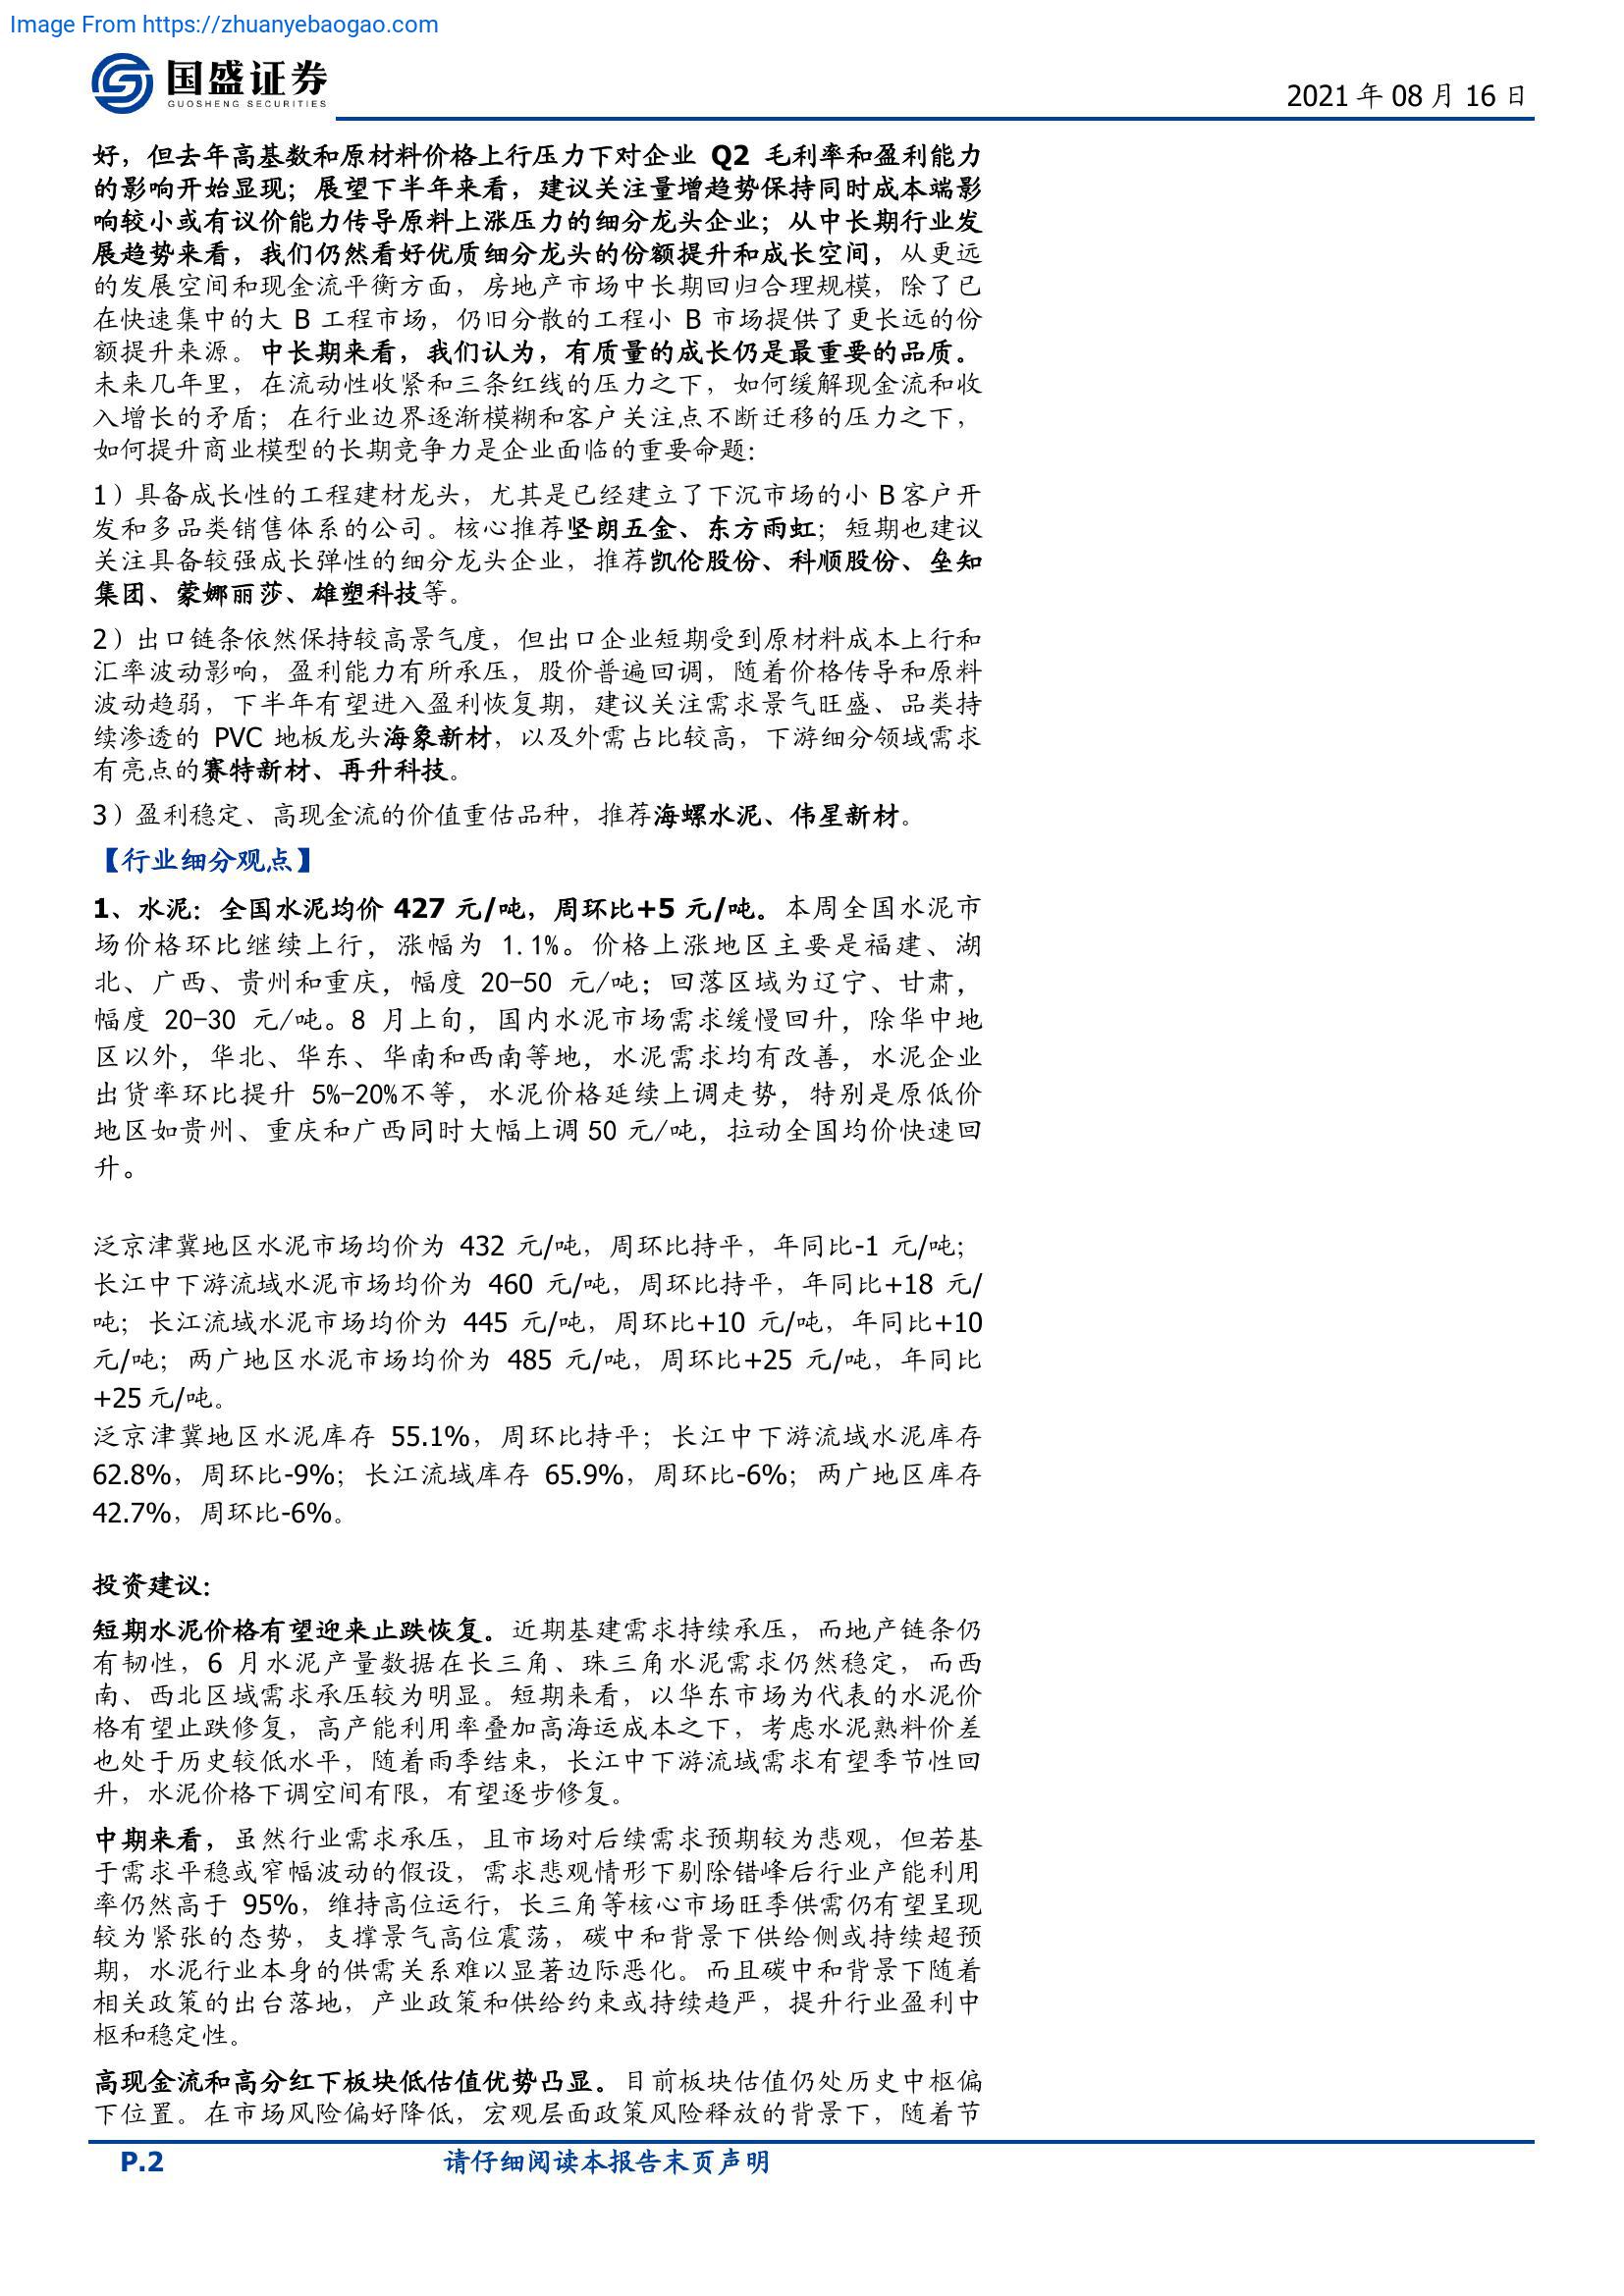 Image From https://zhuanyebaogao.com
国盛证券
GUOSHENG SECURITIES
2021 年 08 月 16 日
好，但去年高基数和原材料价格上行压力下对企业 Q2 毛利率和盈利能力
的影响开始显现；展望下半年来看，建议关注量增趋势保持同时成本端影
响较小或有议价能力传导原料上涨压力的细分龙头企业；从中长期行业发
展趋势来看，我们仍然看好优质细分龙头的份额提升和成长空间，从更远
的发展空间和现金流平衡方面，房地产市场中长期回归合理规模，除了已
在快速集中的大 B 工程市场，仍旧分散的工程小 B 市场提供了更长远的份
额提升来源。中长期来看，我们认为，有质量的成长仍是最重要的品质。
未来几年里，在流动性收紧和三条红线的压力之下，如何缓解现金流和收
入增长的矛盾；在行业边界逐渐模糊和客户关注点不断迁移的压力之下，
如何提升商业模型的长期竞争力是企业面临的重要命题：
1）具备成长性的工程建材龙头，尤其是已经建立了下沉市场的小 B 客户开
发和多品类销售体系的公司。核心推荐坚朗五金、东方雨虹；短期也建议
关注具备较强成长弹性的细分龙头企业，推荐凯伦股份、科顺股份、垒知
集团、蒙娜丽莎、雄塑科技等。
2）出口链条依然保持较高景气度，但出口企业短期受到原材料成本上行和
汇率波动影响，盈利能力有所承压，股价普遍回调，随着价格传导和原料
波动趋弱，下半年有望进入盈利恢复期，建议关注需求景气旺盛、品类持
续渗透的 PVC 地板龙头海象新材，以及外需占比较高，下游细分领域需求
有亮点的赛特新材、再升科技。
3）盈利稳定、高现金流的价值重估品种，推荐海螺水泥、伟星新材。
【行业细分观点】
1、水泥：全国水泥均价 427 元/吨，周环比+5 元/吨。本周全国水泥市
场价格环比继续上行，涨幅为 1.1%。价格上涨地区主要是福建、湖
北、广西、贵州和重庆，幅度 20-50 元/吨；回落区域为辽宁、甘肃，
幅度 20-30 元/吨。8 月上旬，国内水泥市场需求缓慢回升，除华中地
区以外，华北、华东、华南和西南等地，水泥需求均有改善，水泥企业
出货率环比提升 5%-20%不等，水泥价格延续上调走势，特别是原低价
地区如贵州、重庆和广西同时大幅上调 50 元/吨，拉动全国均价快速回
升。
泛京津冀地区水泥市场均价为 432 元/吨，周环比持平，年同比-1 元/吨；
长江中下游流域水泥市场均价为 460 元/吨，周环比持平，年同比+18 元/
吨；长江流域水泥市场均价为 445 元/吨，周环比+10 元/吨，年同比+10
元/吨；两广地区水泥市场均价为 485 元/吨，周环比+25 元/吨，年同比
+25 元/吨。
泛京津冀地区水泥库存 55.1%，周环比持平；长江中下游流域水泥库存
62.8%，周环比-9%；长江流域库存 65.9%，周环比-6%；两广地区库存
42.7%，周环比-6%。
投资建议：
短期水泥价格有望迎来止跌恢复。近期基建需求持续承压，而地产链条仍
有韧性，6 月水泥产量数据在长三角、珠三角水泥需求仍然稳定，而西
南、西北区域需求承压较为明显。短期来看，以华东市场为代表的水泥价
格有望止跌修复，高产能利用率叠加高海运成本之下，考虑水泥熟料价差
也处于历史较低水平，随着雨季结束，长江中下游流域需求有望季节性回
升，水泥价格下调空间有限，有望逐步修复。
中期来看，虽然行业需求承压，且市场对后续需求预期较为悲观，但若基
于需求平稳或窄幅波动的假设，需求悲观情形下剔除错峰后行业产能利用
率仍然高于 95%，维持高位运行，长三角等核心市场旺季供需仍有望呈现
较为紧张的态势，支撑景气高位震荡，碳中和背景下供给侧或持续超预
期，水泥行业本身的供需关系难以显著边际恶化。而且碳中和背景下随着
相关政策的出台落地，产业政策和供给约束或持续趋严，提升行业盈利中
枢和稳定性。
高现金流和高分红下板块低估值优势凸显。目前板块估值仍处历史中枢偏
下位置。在市场风险偏好降低，宏观层面政策风险释放的背景下，随着节
P.2
请仔细阅读本报告末页声明